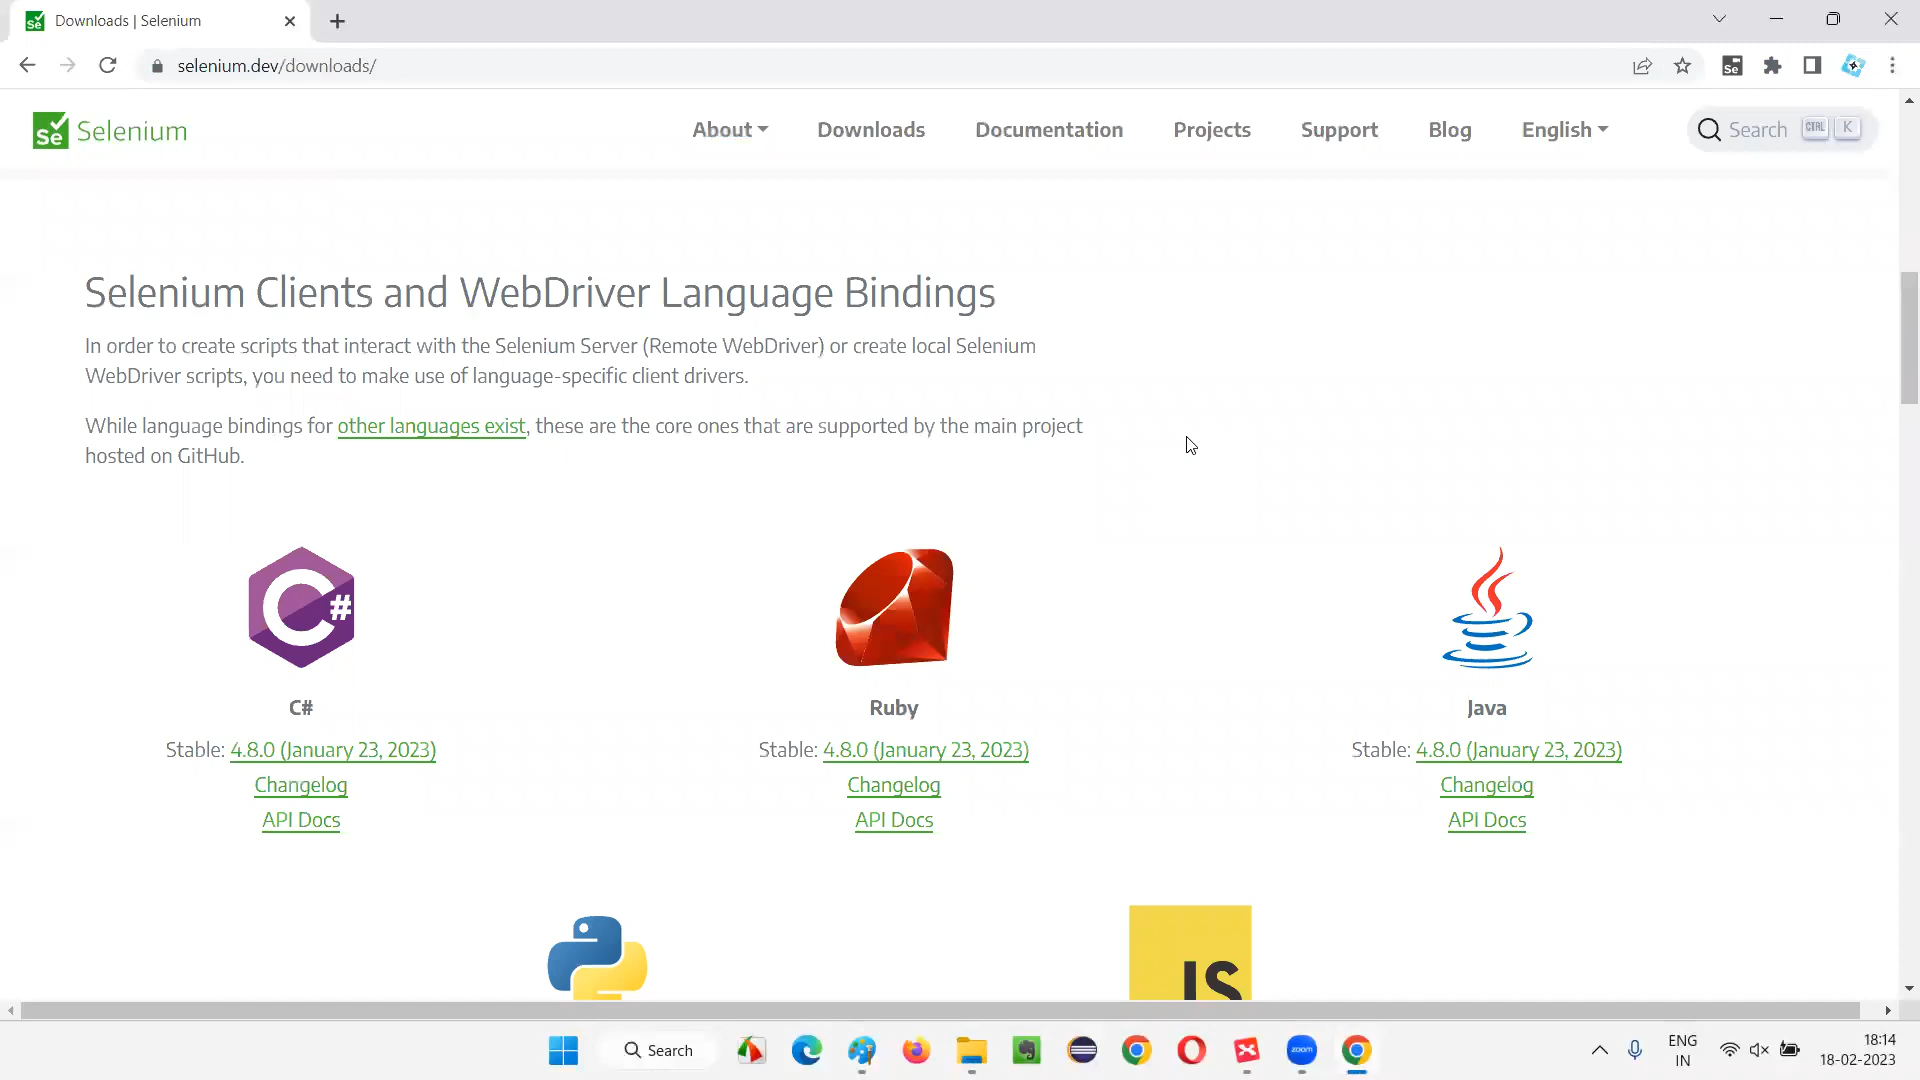 Se Downloads | Selenium
selenium.dev/downloads/
Se
Se Selenium
About Downloads Documentation Projects Support Blog English Search CTRL K
Selenium Clients and WebDriver Language Bindings
In order to create scripts that interact with the Selenium Server (Remote WebDriver) or create local Selenium
WebDriver scripts, you need to make use of language-specific client drivers.
While language bindings for other languages exist, these are the core ones that are supported by the main project
hosted on GitHub.
C#
C# Ruby Java
Stable: 4.8.0 (January 23, 2023) Stable: 4.8.0 (January 23, 2023) Stable: 4.8.0 (January 23, 2023)
Changelog Changelog Changelog
API Docs API Docs API Docs
JS
Search
zoom
ENG
IN
18:14
18-02-2023